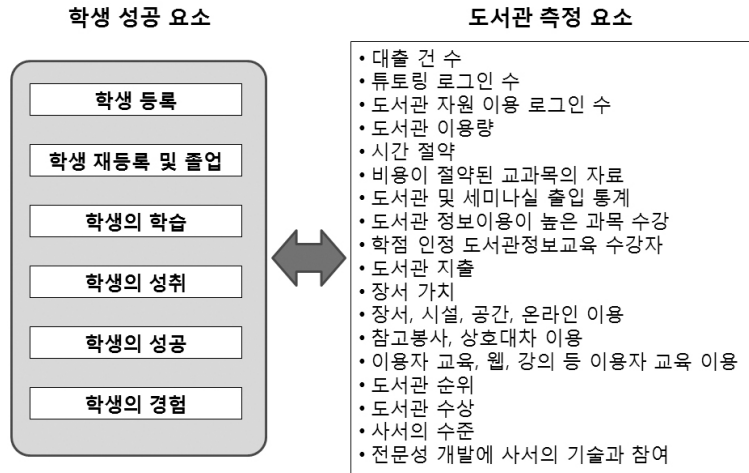 학생 성공 요소
학생 등록
학생 재등록 및 졸업
학생의 학습
학생의 성취
학생의 성공
학생의 경험
도서관 측정 요소
• 대출 건 수
• 튜토링 로그인 수
• 도서관 자원 이용 로그인 수
• 도서관 이용량
• 시간 절약
• 비용이 절약된 교과목의 자료
• 도서관 및 세미나실 출입 통계
• 도서관 정보이용이 높은 과목 수강
• 학점 인정 도서관정보교육 수강자
• 도서관 지출
• 장서 가치
• 장서, 시설, 공간, 온라인 이용
• 참고봉사, 상호대차 이용
• 이용자 교육, 웹, 강의 등 이용자 교육 이용
• 도서관 순위
• 도서관 수상
• 사서의 수준
• 전문성 개발에 사서의 기술과 참여